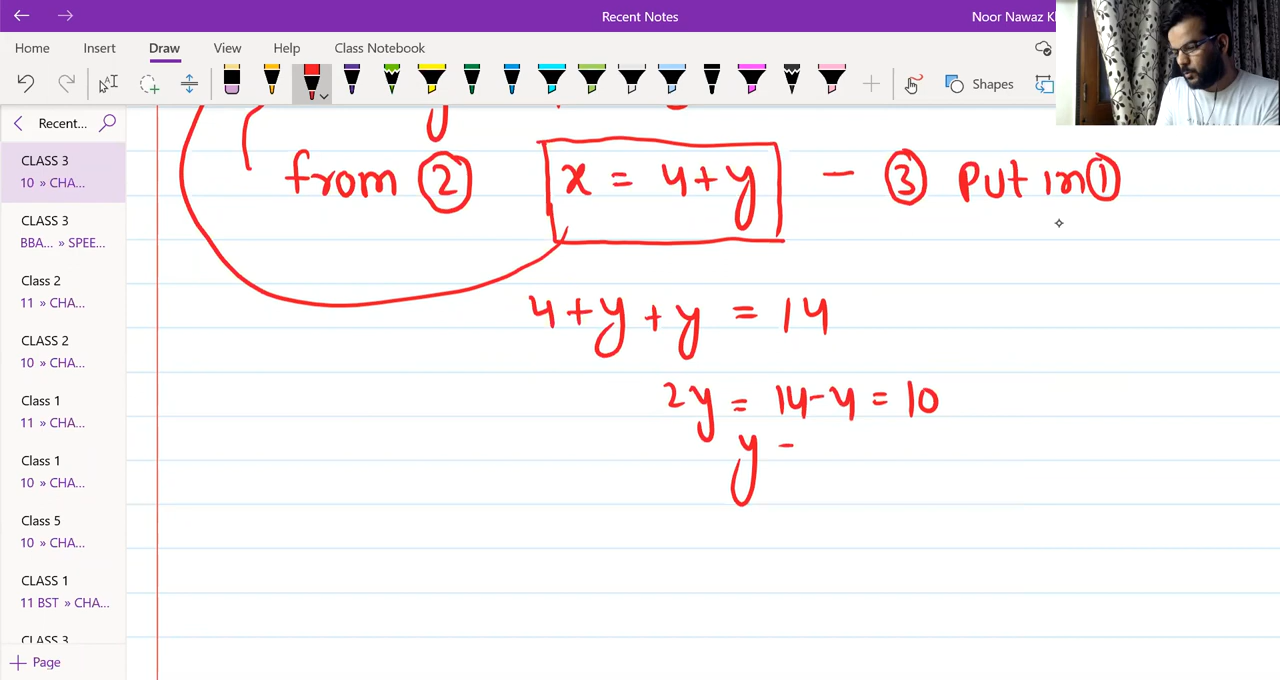 Recent Notes
Noor Nawaz Kh
Home Insert Draw View Help Class Notebook
Shapes
Recent...
CLASS 3
10 » CHA...
CLASS 3
BBA... » SPEE...
Class 2
11 » CHA...
CLASS 2
10 » CHA...
Class 1
11 » CHA...
Class 1
10 » CHA...
Class 5
10 » CHA...
CLASS 1
11 BST » CHA...
CLASS 3
+ Page
from ② x = 4+y - ③ Put in ①
4+y+y = 14
2y = 14-4 = 10
y -